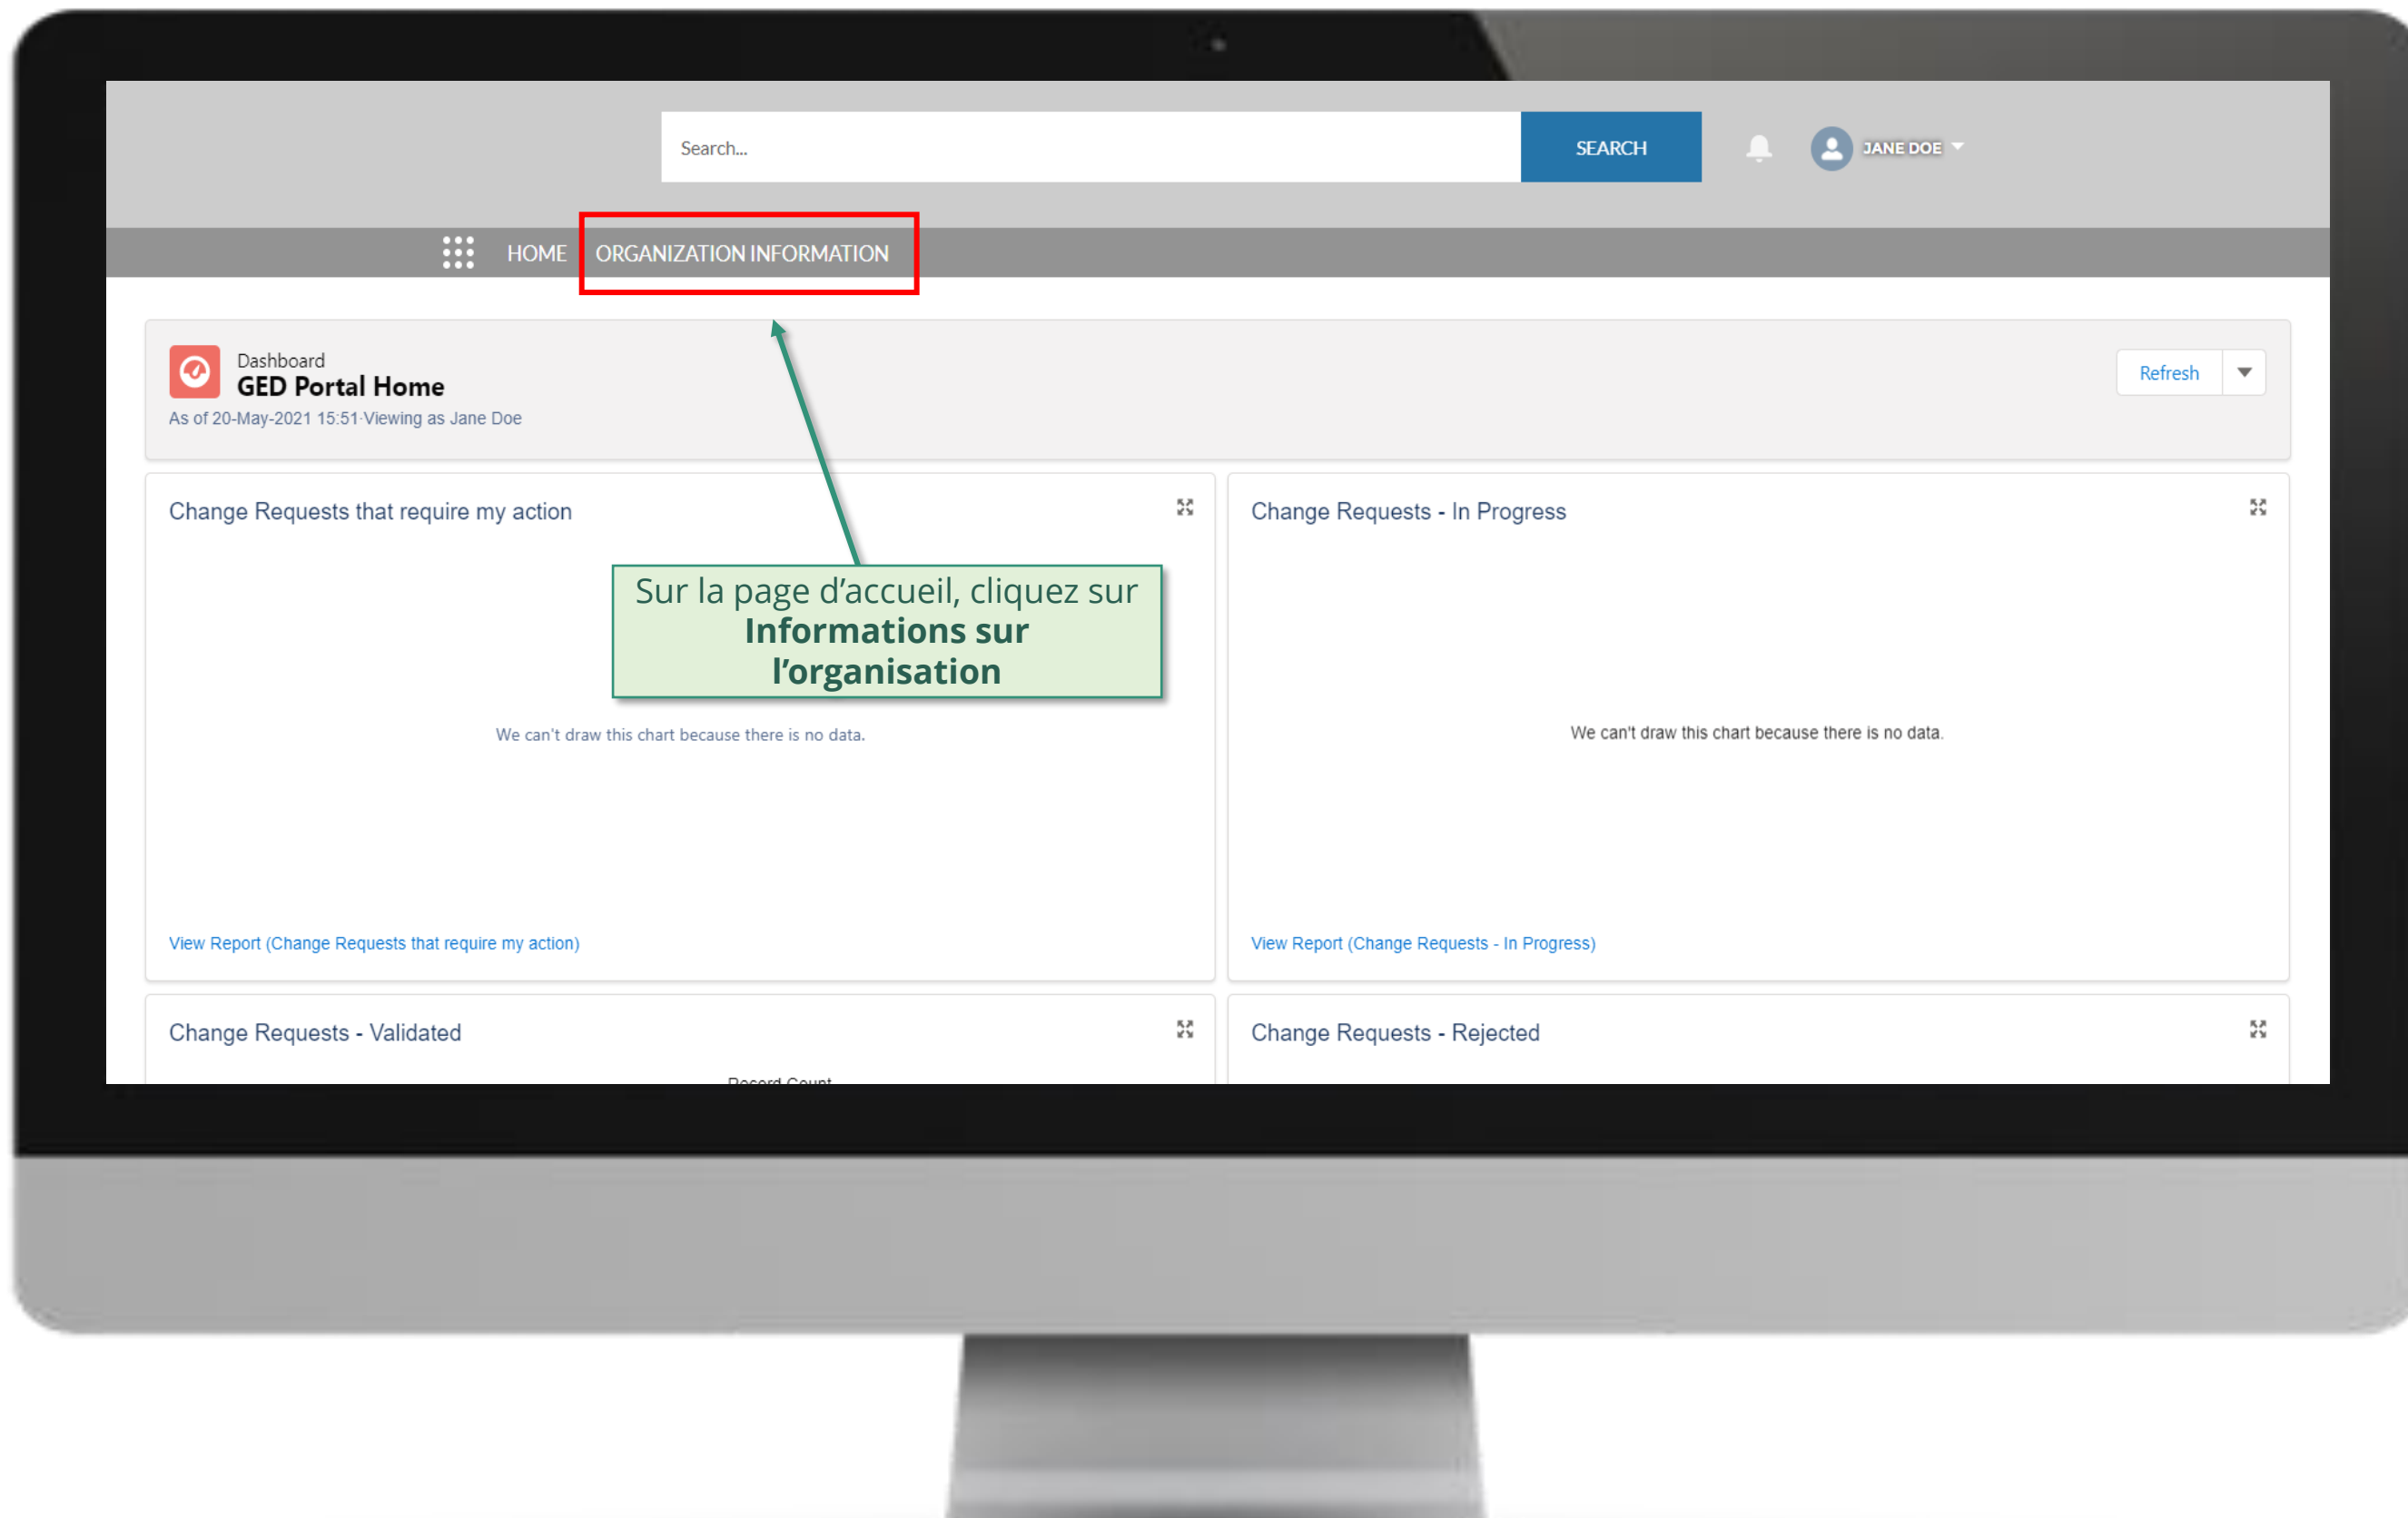 Search...
SEARCH
JANE DOE
HOME
ORGANIZATION INFORMATION
Dashboard
GED Portal Home
As of 20-May-2021 15:51·Viewing as Jane Doe
Refresh
Change Requests that require my action
Change Requests - In Progress
Sur la page d’accueil, cliquez sur
Informations sur
l’organisation
We can't draw this chart because there is no data.
We can't draw this chart because there is no data.
View Report (Change Requests that require my action)
View Report (Change Requests - In Progress)
Change Requests - Validated
Change Requests - Rejected
Record Count